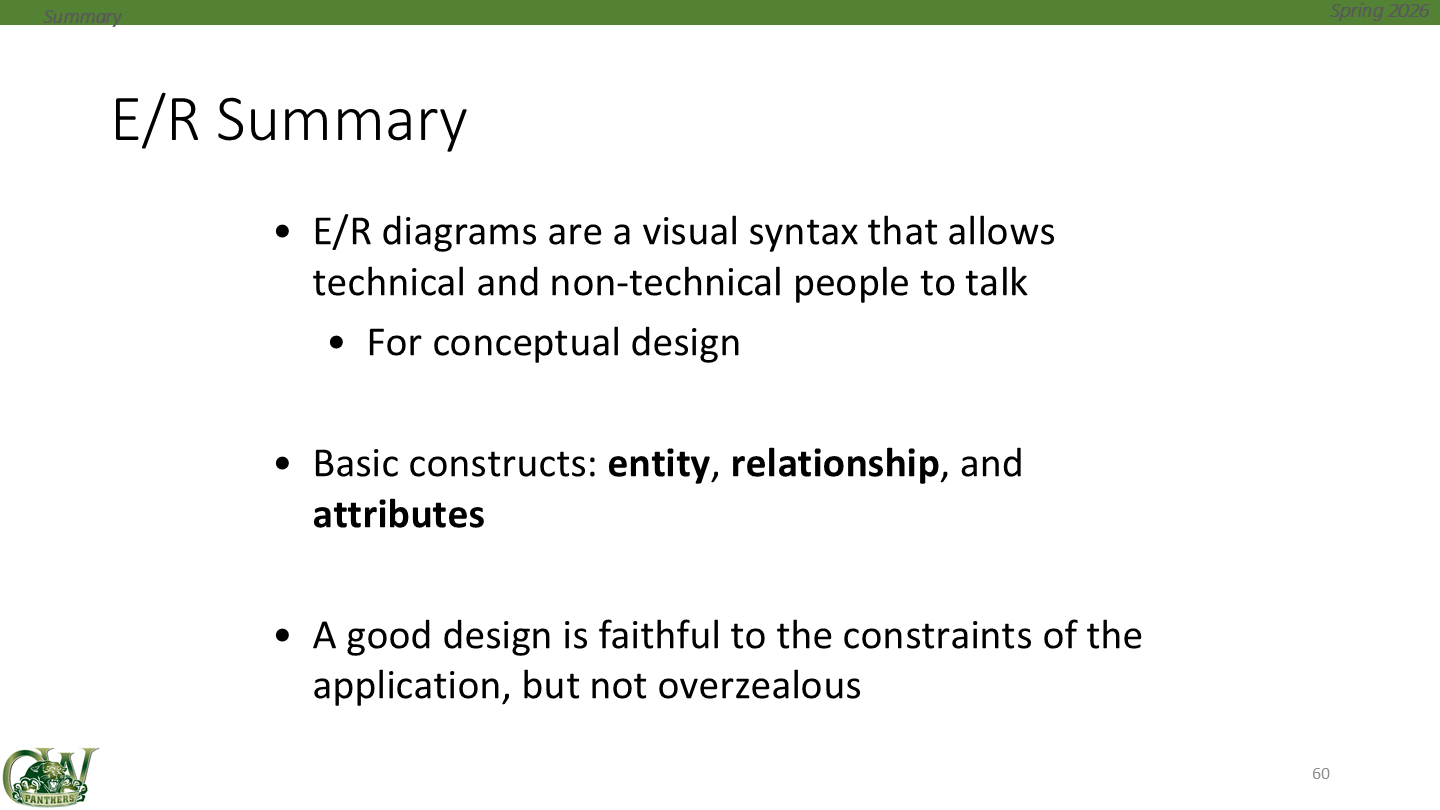 Summary
Spring 2026
E/R Summary
• E/R diagrams are a visual syntax that allows
technical and non-technical people to talk
• For conceptual design
• Basic constructs: entity, relationship, and
attributes
• A good design is faithful to the constraints of the
application, but not overzealous
OW
PANTHERS
60